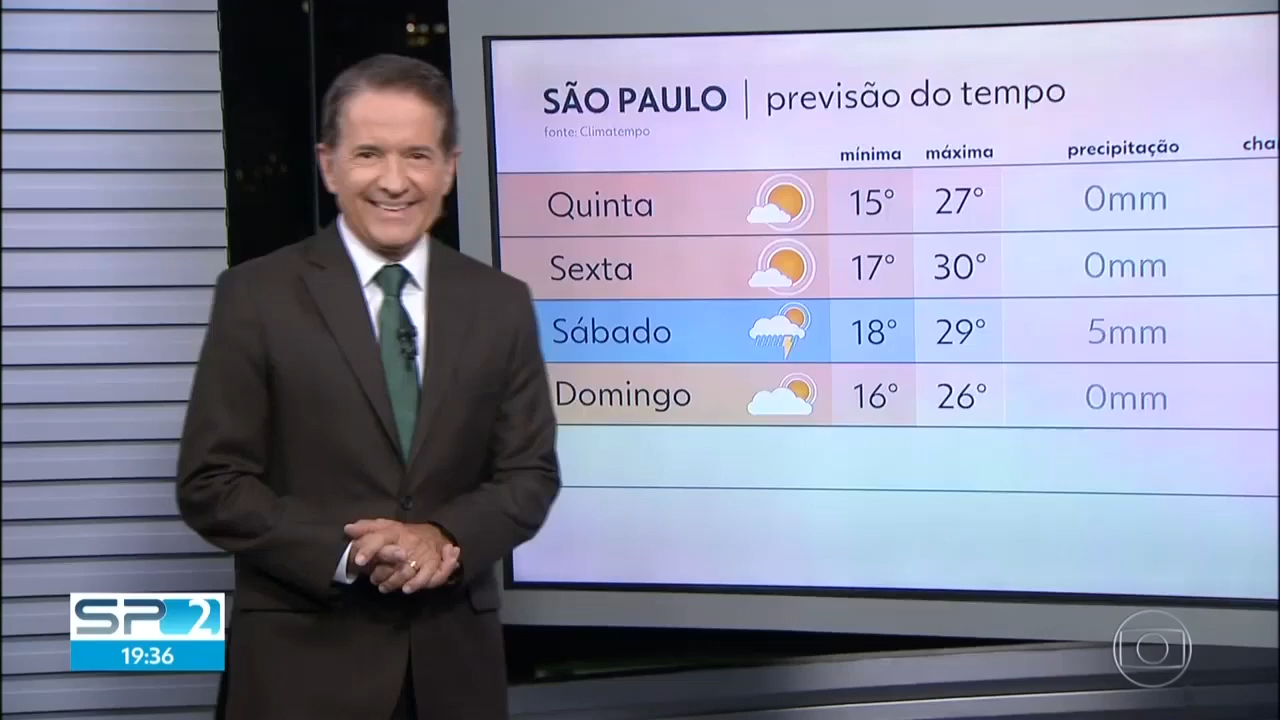 SÃO PAULO | previsão do tempo
fonte: Climatempo
mínima máxima precipitação cha
Quinta 15° 27° 0mm
Sexta 17° 30° 0mm
Sábado 18° 29° 5mm
Domingo 16° 26° 0mm
SP2
19:36